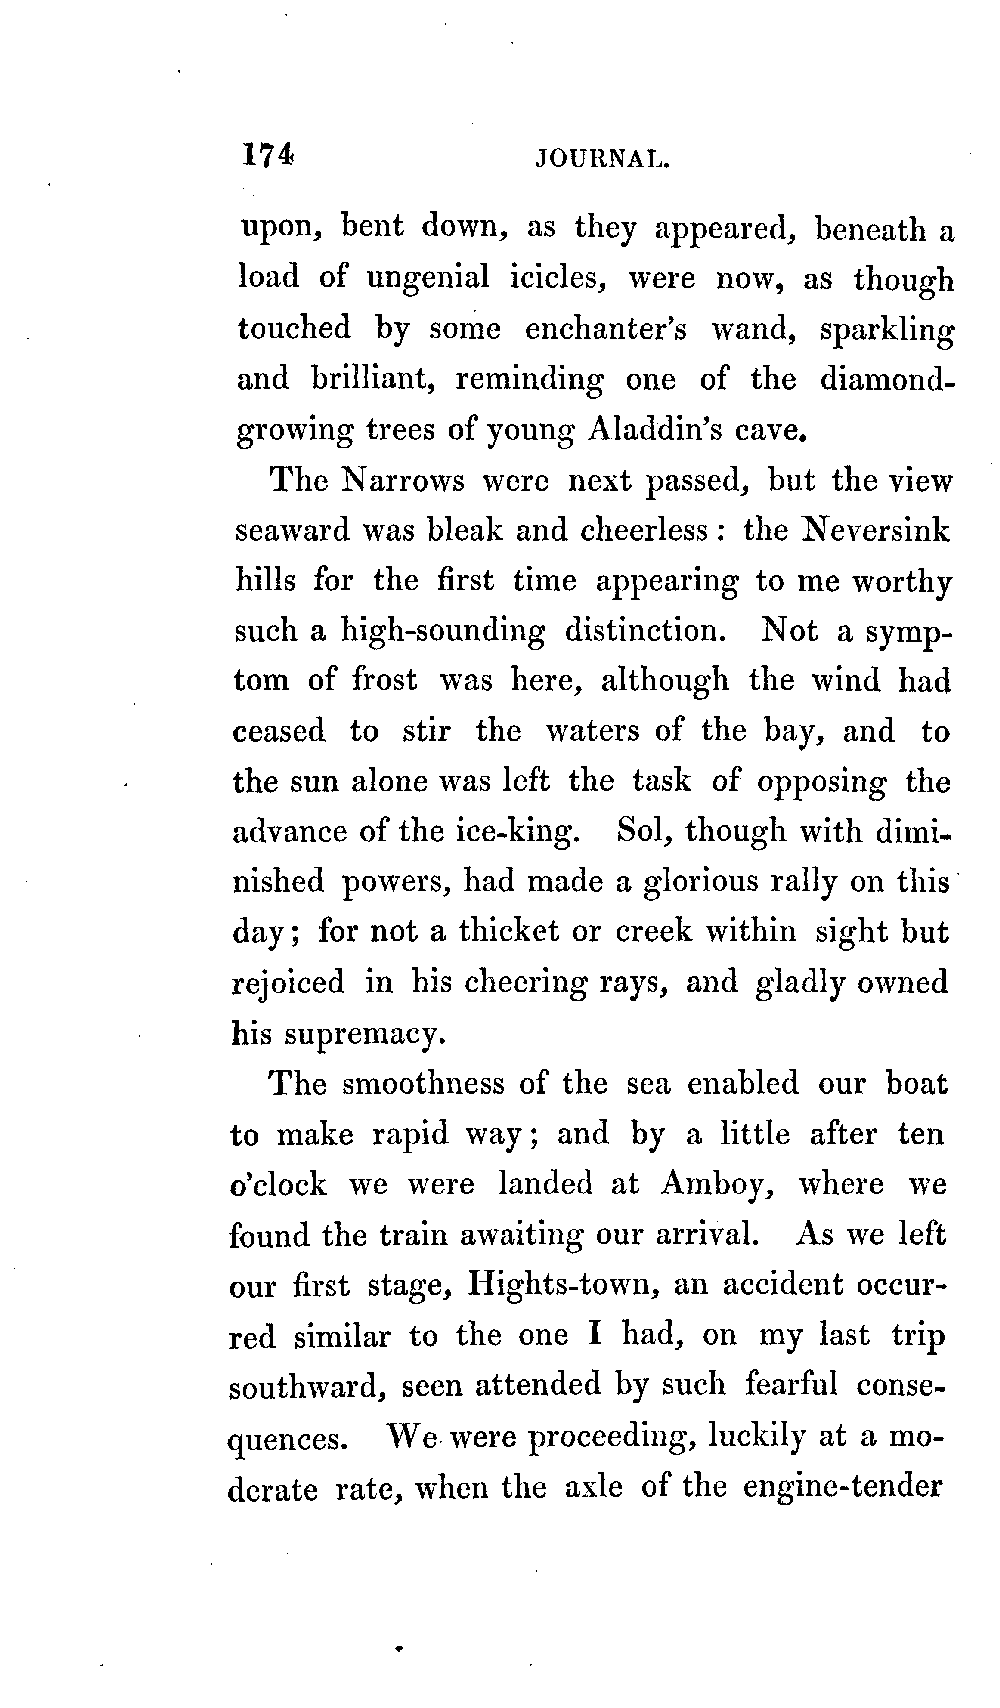 174 JOURNAL.
upon, bent down, as they appeared, beneath a
load of ungenial icicles, were now, as though
touched by some enchanter's wand, sparkling
and brilliant, reminding one of the diamond-
growing trees of young Aladdin's cave.
The Narrows were next passed, but the view
seaward was bleak and cheerless : the Neversink
hills for the first time appearing to me worthy
such a high-sounding distinction. Not a symp-
tom of frost was here, although the wind had
ceased to stir the waters of the bay, and to
the sun alone was left the task of opposing the
advance of the ice-king. Sol, though with dimi-
nished powers, had made a glorious rally on this
day; for not a thicket or creek within sight but
rejoiced in his cheering rays, and gladly owned
his supremacy.
The smoothness of the sea enabled our boat
to make rapid way; and by a little after ten
o'clock we were landed at Amboy, where we
found the train awaiting our arrival. As we left
our first stage, Hights-town, an accident occur-
red similar to the one I had, on my last trip
southward, seen attended by such fearful conse-
quences. We were proceeding, luckily at a mo-
derate rate, when the axle of the engine-tender